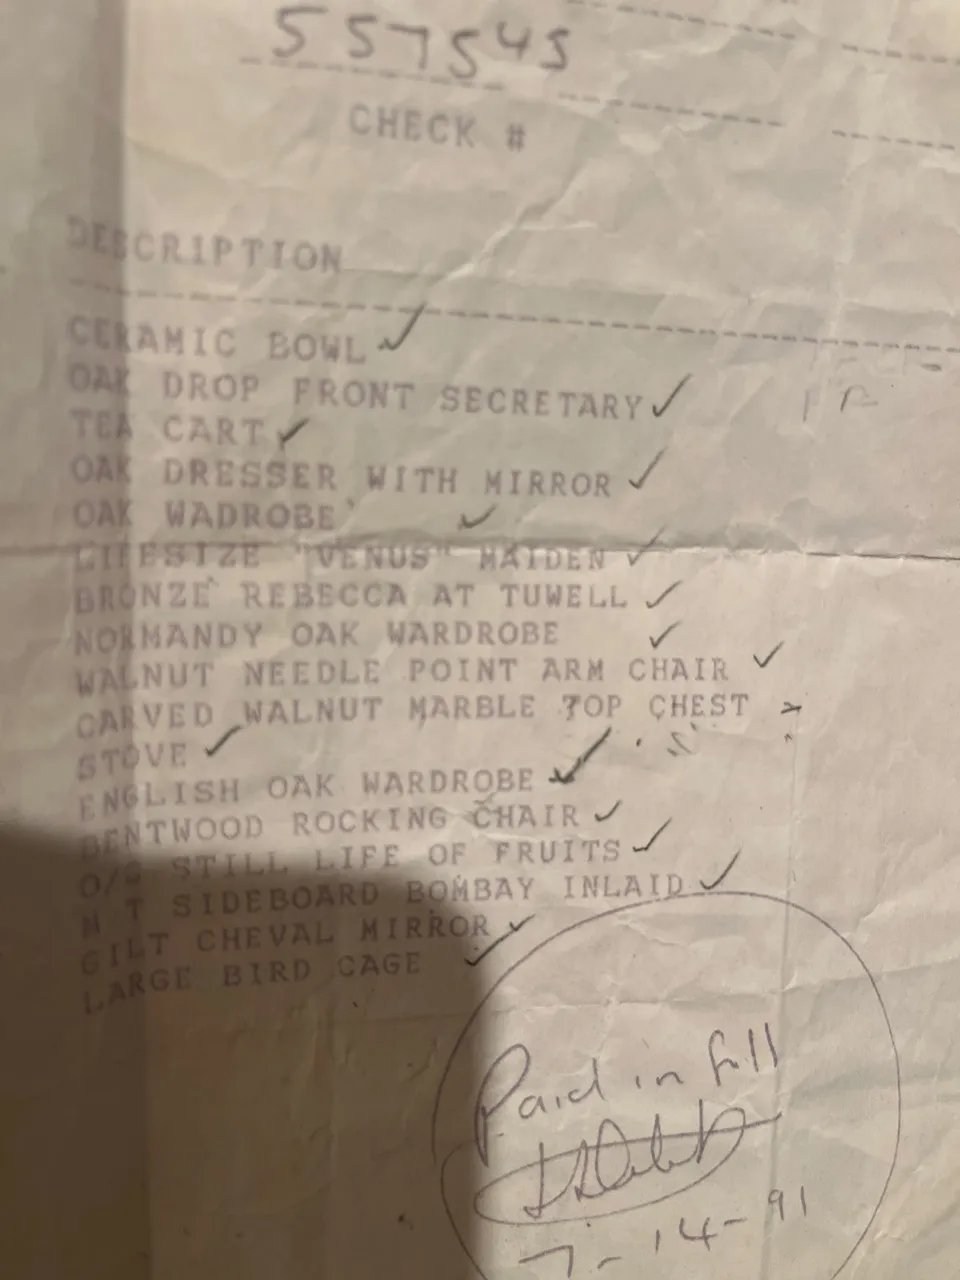 557545
CHECK #
DESCRIPTION
CERAMIC BOWL
OAK DROP FRONT SECRETARY
TEA CART
OAK DRESSER WITH MIRROR
OAK WADROBE
LIFESIZE "VENUS" MAIDEN
BRONZE REBECCA AT TUWELL
NORMANDY OAK WARDROBE
WALNUT NEEDLE POINT ARM CHAIR
CARVED WALNUT MARBLE TOP CHEST
STOVE
ENGLISH OAK WARDROBE
BENTWOOD ROCKING CHAIR
STILL LIFE OF FRUITS
M T SIDEBOARD BOMBAY INLAID
GILT CHEVAL MIRROR
LARGE BIRD CAGE
Paid in full
7-14-91